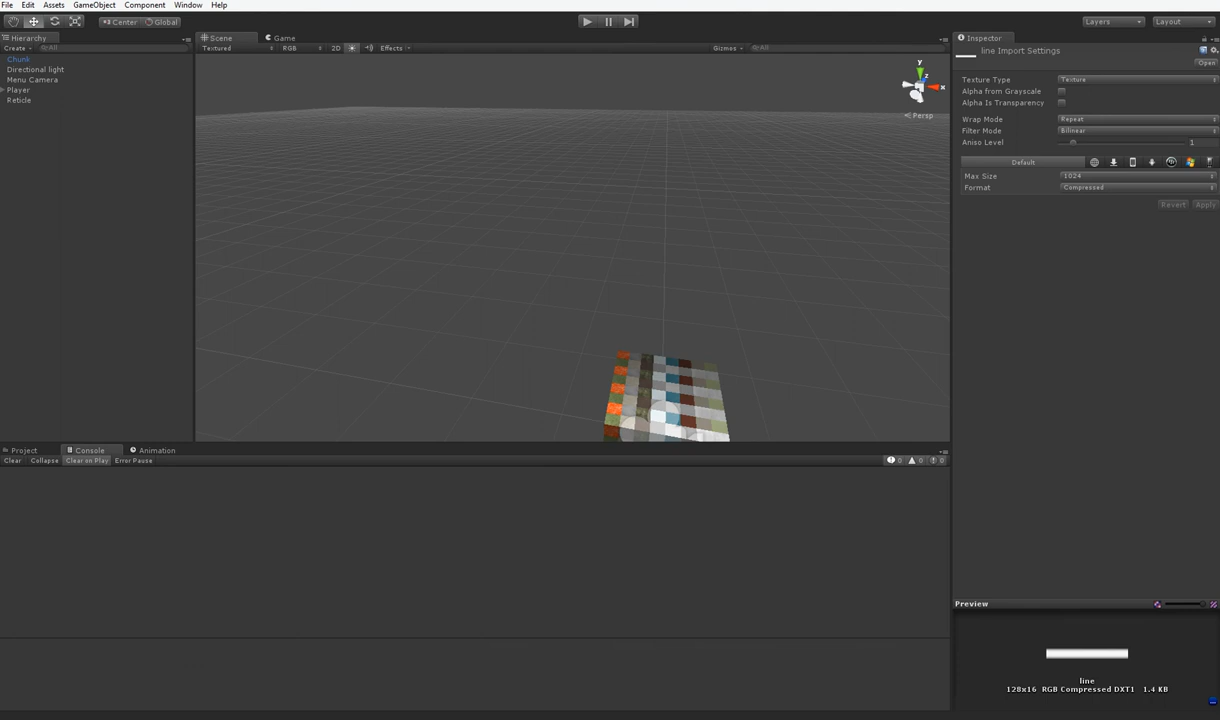 File Edit Assets GameObject Component Window Help
Center Global Layers Layout
Hierarchy
Create All
Chunk
Directional light
Menu Camera
Player
Reticle
Scene Game
Textured RGB 2D Effects Gizmos All
y
z
x
Persp
Inspector
line Import Settings
Open
Texture Type Texture
Alpha from Grayscale
Alpha Is Transparency
Wrap Mode Repeat
Filter Mode Bilinear
Aniso Level 1
Default
Max Size 1024
Format Compressed
Revert Apply
Project Console Animation
Clear Collapse Clear on Play Error Pause 0 0 0
Preview
line
128x16 RGB Compressed DXT1 1.4 KB